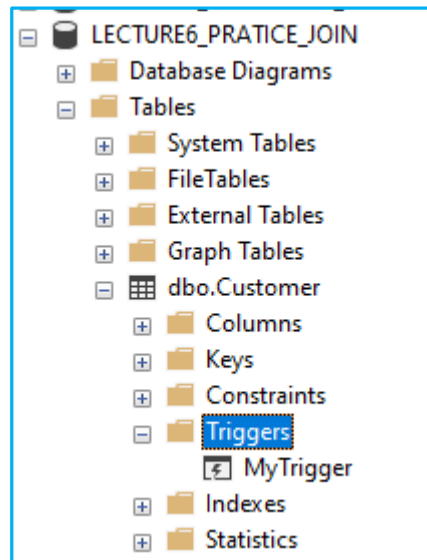 LECTURE6_PRATICE_JOIN
Database Diagrams
Tables
System Tables
FileTables
External Tables
Graph Tables
dbo.Customer
Columns
Keys
Constraints
Triggers
MyTrigger
Indexes
Statistics